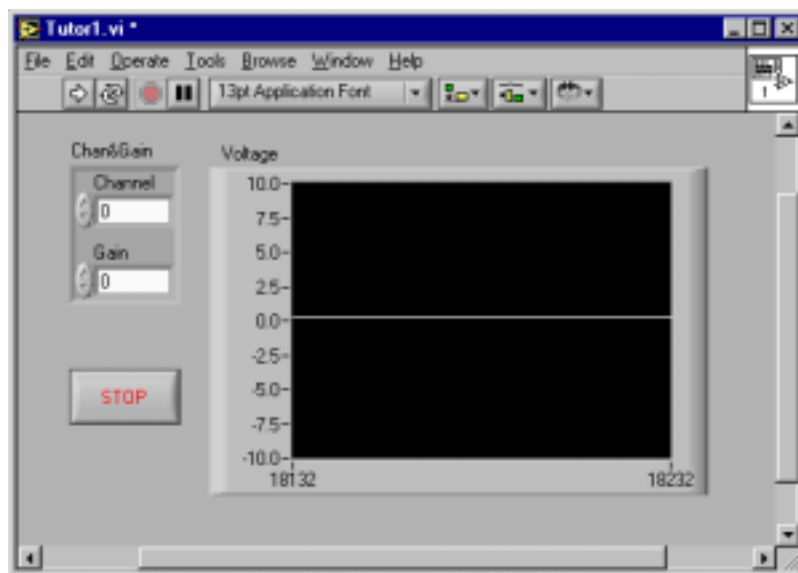 Tutor1.vi *
File Edit Operate Tools Browse Window Help
13pt Application Font
1
Chan&Gain
Channel
0
Gain
0
STOP
Voltage
10.0
7.5
5.0
2.5
0.0
-2.5
-5.0
-7.5
-10.0
18132 18232